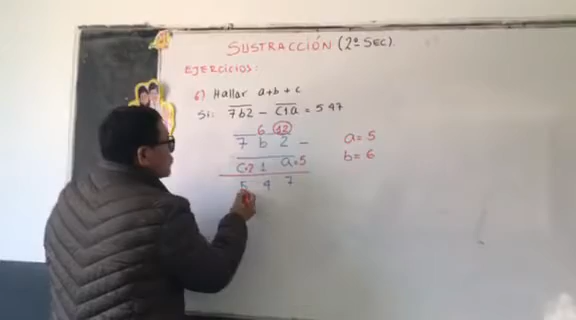 SUSTRACCIÓN (2º SEC).
EJERCICIOS:
6) Hallar a+b+c
Si: 7b2 - C1a = 547
6 12
7 b 2 -
C=2 1 a=5
5 4 7
a=5
b=6